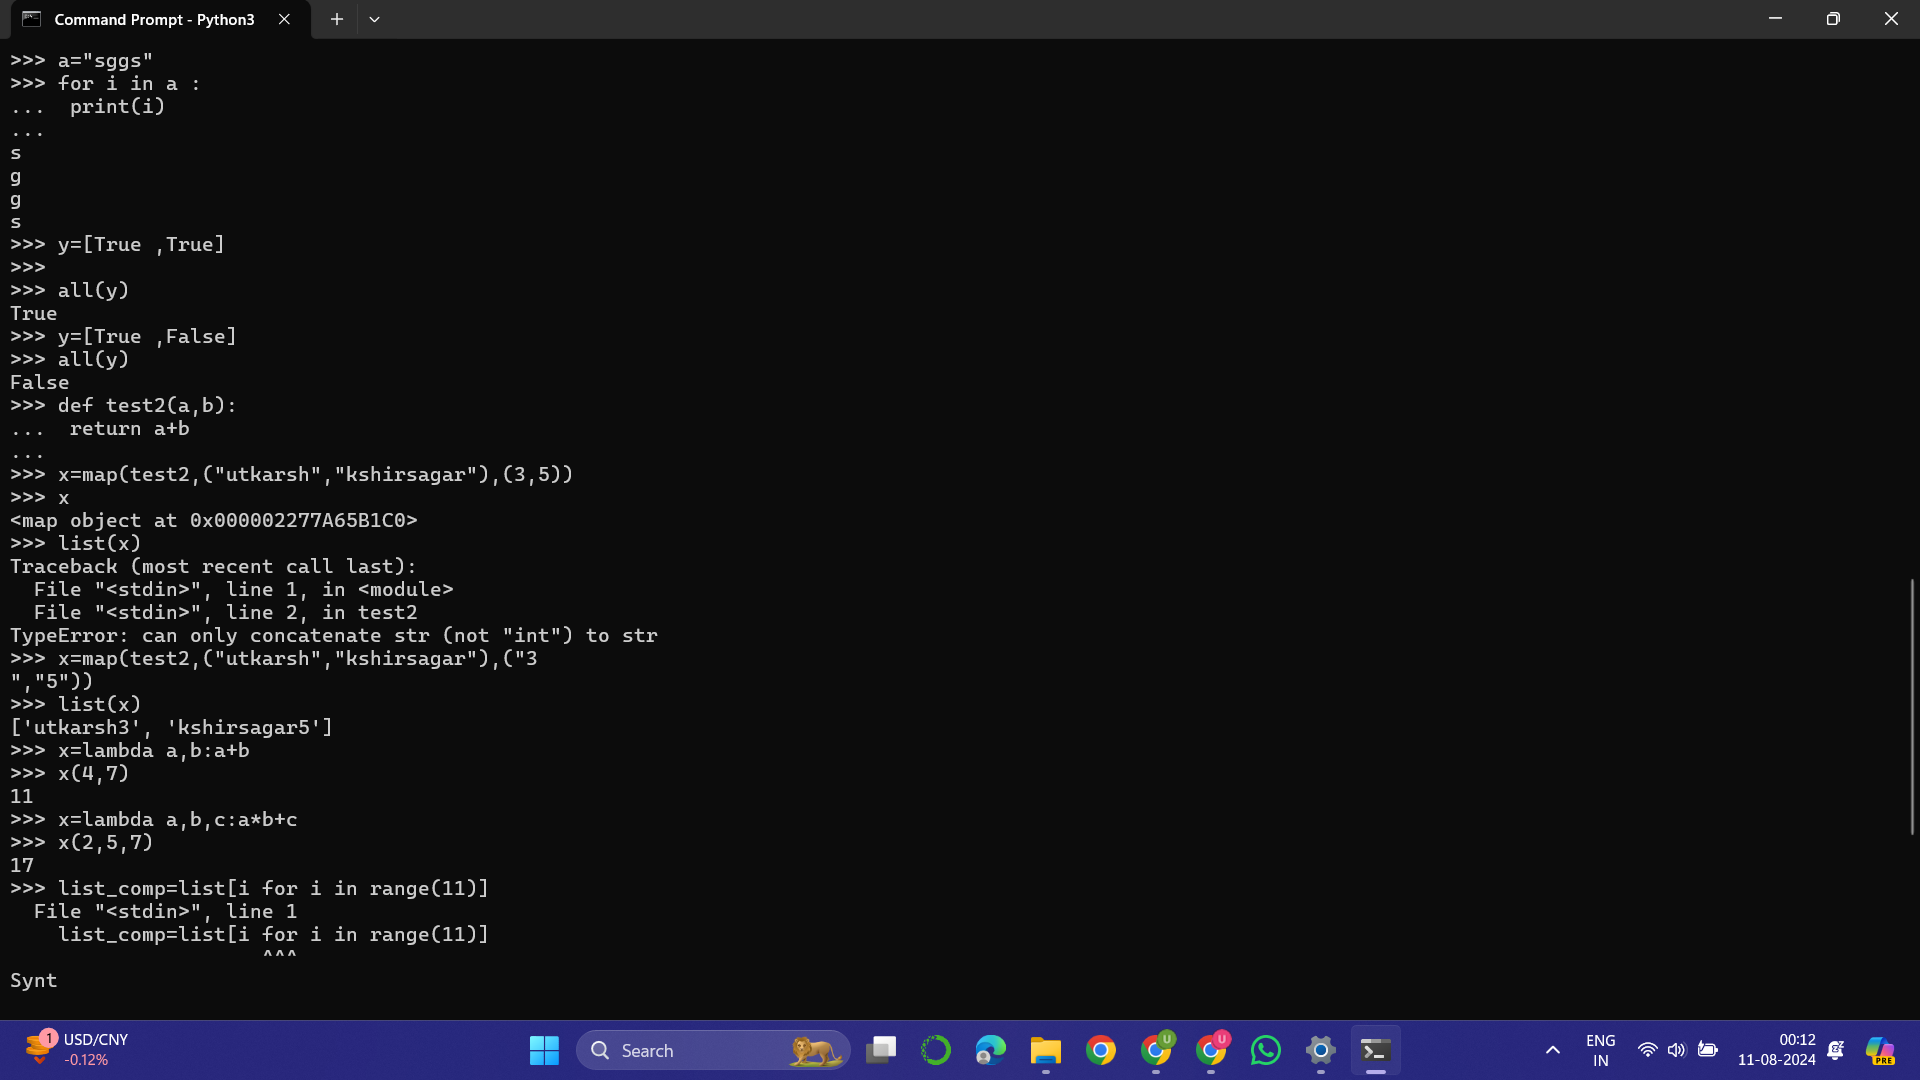 Command Prompt - Python3
>>> a="sggs"
>>> for i in a :
...  print(i)
...
s
g
g
s
>>> y=[True ,True]
>>>
>>> all(y)
True
>>> y=[True ,False]
>>> all(y)
False
>>> def test2(a,b):
...  return a+b
...
>>> x=map(test2,("utkarsh","kshirsagar"),(3,5))
>>> x
<map object at 0x000002277A65B1C0>
>>> list(x)
Traceback (most recent call last):
  File "<stdin>", line 1, in <module>
  File "<stdin>", line 2, in test2
TypeError: can only concatenate str (not "int") to str
>>> x=map(test2,("utkarsh","kshirsagar"),("3
","5"))
>>> list(x)
['utkarsh3', 'kshirsagar5']
>>> x=lambda a,b:a+b
>>> x(4,7)
11
>>> x=lambda a,b,c:a*b+c
>>> x(2,5,7)
17
>>> list_comp=list[i for i in range(11)]
  File "<stdin>", line 1
    list_comp=list[i for i in range(11)]
                     ^^^
Synt
1
USD/CNY
-0.12%
Search
U
U
PRE
ENG
IN
00:12
11-08-2024